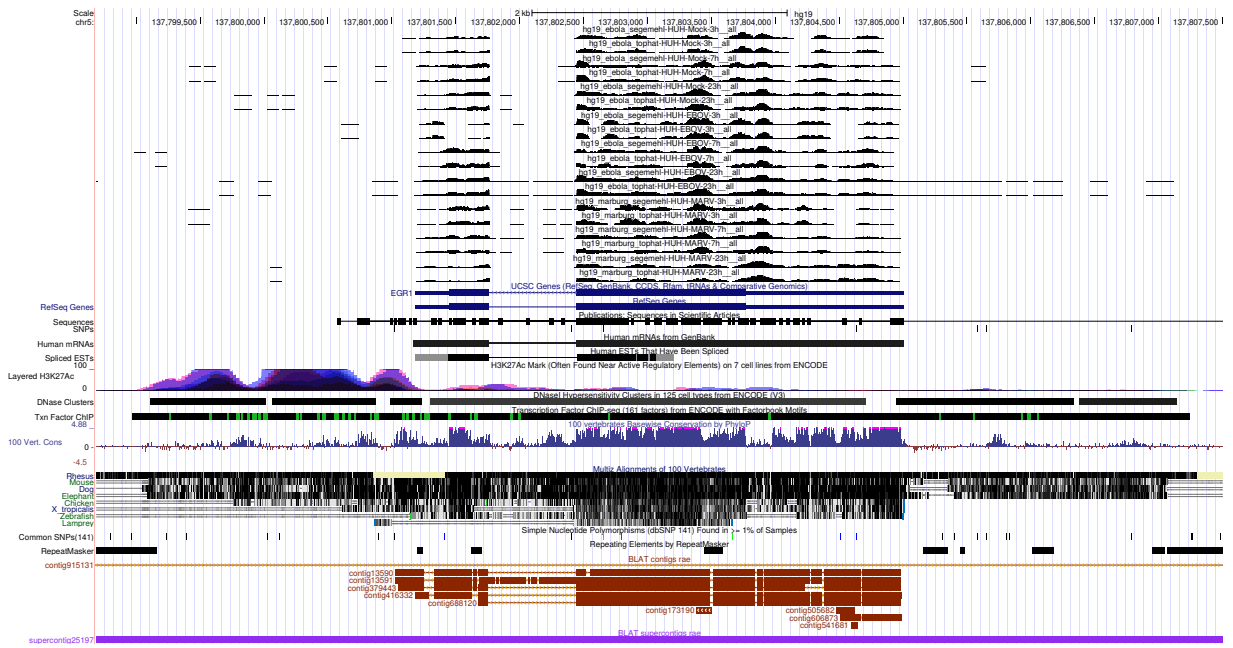 Scale 2 kb hg19
chr5: 137,799,500 137,800,000 137,800,500 137,801,000 137,801,500 137,802,000 137,802,500 137,803,000 137,803,500 137,804,000 137,804,500 137,805,000 137,805,500 137,806,000 137,806,500 137,807,000 137,807,500
hg19_ebola_segemehl-HUH-Mock-3h__all
hg19_ebola_tophat-HUH-Mock-3h__all
hg19_ebola_segemehl-HUH-Mock-7h__all
hg19_ebola_tophat-HUH-Mock-7h__all
hg19_ebola_segemehl-HUH-Mock-23h__all
hg19_ebola_tophat-HUH-Mock-23h__all
hg19_ebola_segemehl-HUH-EBOV-3h__all
hg19_ebola_tophat-HUH-EBOV-3h__all
hg19_ebola_segemehl-HUH-EBOV-7h__all
hg19_ebola_tophat-HUH-EBOV-7h__all
hg19_ebola_segemehl-HUH-EBOV-23h__all
hg19_ebola_tophat-HUH-EBOV-23h__all
hg19_marburg_segemehl-HUH-MARV-3h__all
hg19_marburg_tophat-HUH-MARV-3h__all
hg19_marburg_segemehl-HUH-MARV-7h__all
hg19_marburg_tophat-HUH-MARV-7h__all
hg19_marburg_segemehl-HUH-MARV-23h__all
hg19_marburg_tophat-HUH-MARV-23h__all
UCSC Genes (RefSeq, GenBank, CCDS, Rfam, tRNAs & Comparative Genomics)
EGR1
RefSeq Genes
RefSeq Genes
Publications: Sequences in Scientific Articles
Sequences
SNPs
Human mRNAs from GenBank
Human mRNAs
Human ESTs That Have Been Spliced
Spliced ESTs
H3K27Ac Mark (Often Found Near Active Regulatory Elements) on 7 cell lines from ENCODE
100
Layered H3K27Ac
0
DNaseI Hypersensitivity Clusters in 125 cell types from ENCODE (V3)
DNase Clusters
Transcription Factor ChIP-seq (161 factors) from ENCODE with Factorbook Motifs
Txn Factor ChIP
100 vertebrates Basewise Conservation by PhyloP
4.88
100 Vert. Cons
0
-4.5
Multiz Alignments of 100 Vertebrates
Rhesus
Mouse
Dog
Elephant
Chicken
X_tropicalis
Zebrafish
Lamprey
Simple Nucleotide Polymorphisms (dbSNP 141) Found in >= 1% of Samples
Common SNPs(141)
Repeating Elements by RepeatMasker
RepeatMasker
BLAT contigs rae
contig915131
contig13590
contig13591
contig379443
contig416332
contig688120
contig173190 contig505682
contig606873
contig541681
BLAT supercontigs rae
supercontig25197